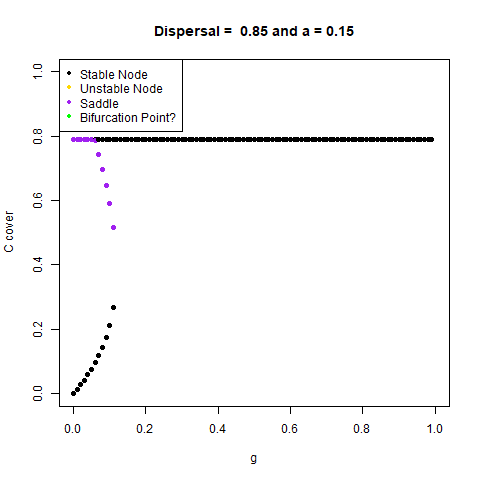 Dispersal =  0.85 and a = 0.15
Stable Node
Unstable Node
Saddle
Bifurcation Point?
C cover
1.0
0.8
0.6
0.4
0.2
0.0
0.0 0.2 0.4 0.6 0.8 1.0
g